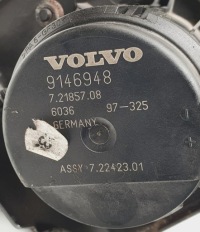 VOLVO
9146948
7.21857.08
6036 97-325
GERMANY
ASSY 7.22423.01